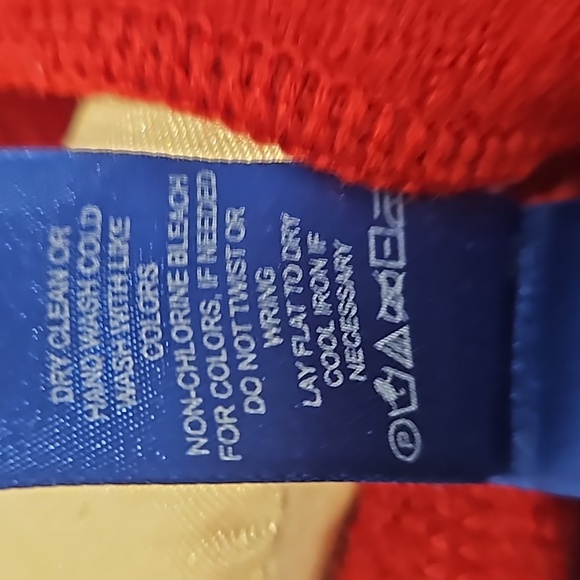 DRY CLEAN OR
HAND WASH COLD
WASH WITH LIKE
COLORS
NON-CHLORINE BLEACH
FOR COLORS, IF NEEDED
DO NOT TWIST OR
WRING
LAY FLAT TO DRY
COOL IRON IF
NECESSARY
P